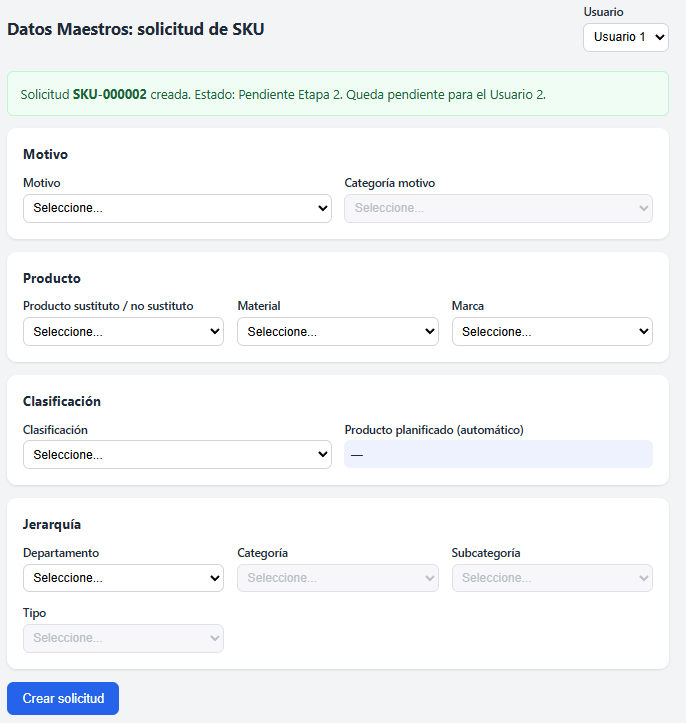 Usuario
Datos Maestros: solicitud de SKU
Usuario 1
Solicitud SKU-000002 creada. Estado: Pendiente Etapa 2. Queda pendiente para el Usuario 2.
Motivo
Motivo
Categoría motivo
Seleccione...
Seleccione...
Producto
Producto sustituto / no sustituto
Material
Marca
Seleccione...
Seleccione...
Seleccione...
Clasificación
Clasificación
Producto planificado (automático)
Seleccione...
—
Jerarquía
Departamento
Categoría
Subcategoría
Seleccione...
Seleccione...
Seleccione...
Tipo
Seleccione...
Crear solicitud